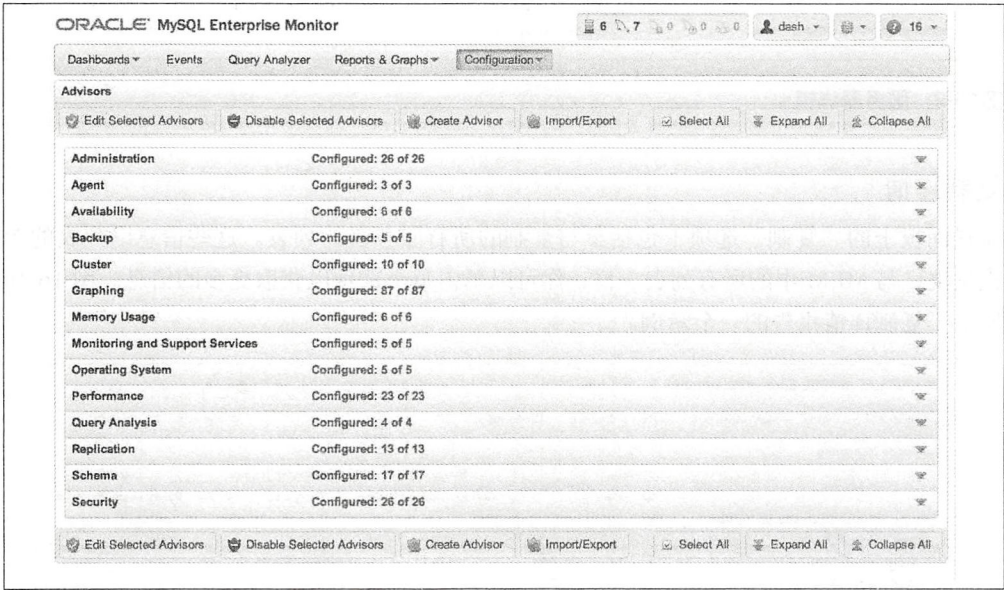 ORACLE MySQL Enterprise Monitor 6 7 0 0 0 dash 16
Dashboards Events Query Analyzer Reports & Graphs Configuration
Advisors
Edit Selected Advisors Disable Selected Advisors Create Advisor Import/Export Select All Expand All Collapse All
Administration Configured: 26 of 26
Agent Configured: 3 of 3
Availability Configured: 6 of 6
Backup Configured: 5 of 5
Cluster Configured: 10 of 10
Graphing Configured: 87 of 87
Memory Usage Configured: 6 of 6
Monitoring and Support Services Configured: 5 of 5
Operating System Configured: 5 of 5
Performance Configured: 23 of 23
Query Analysis Configured: 4 of 4
Replication Configured: 13 of 13
Schema Configured: 17 of 17
Security Configured: 26 of 26
Edit Selected Advisors Disable Selected Advisors Create Advisor Import/Export Select All Expand All Collapse All